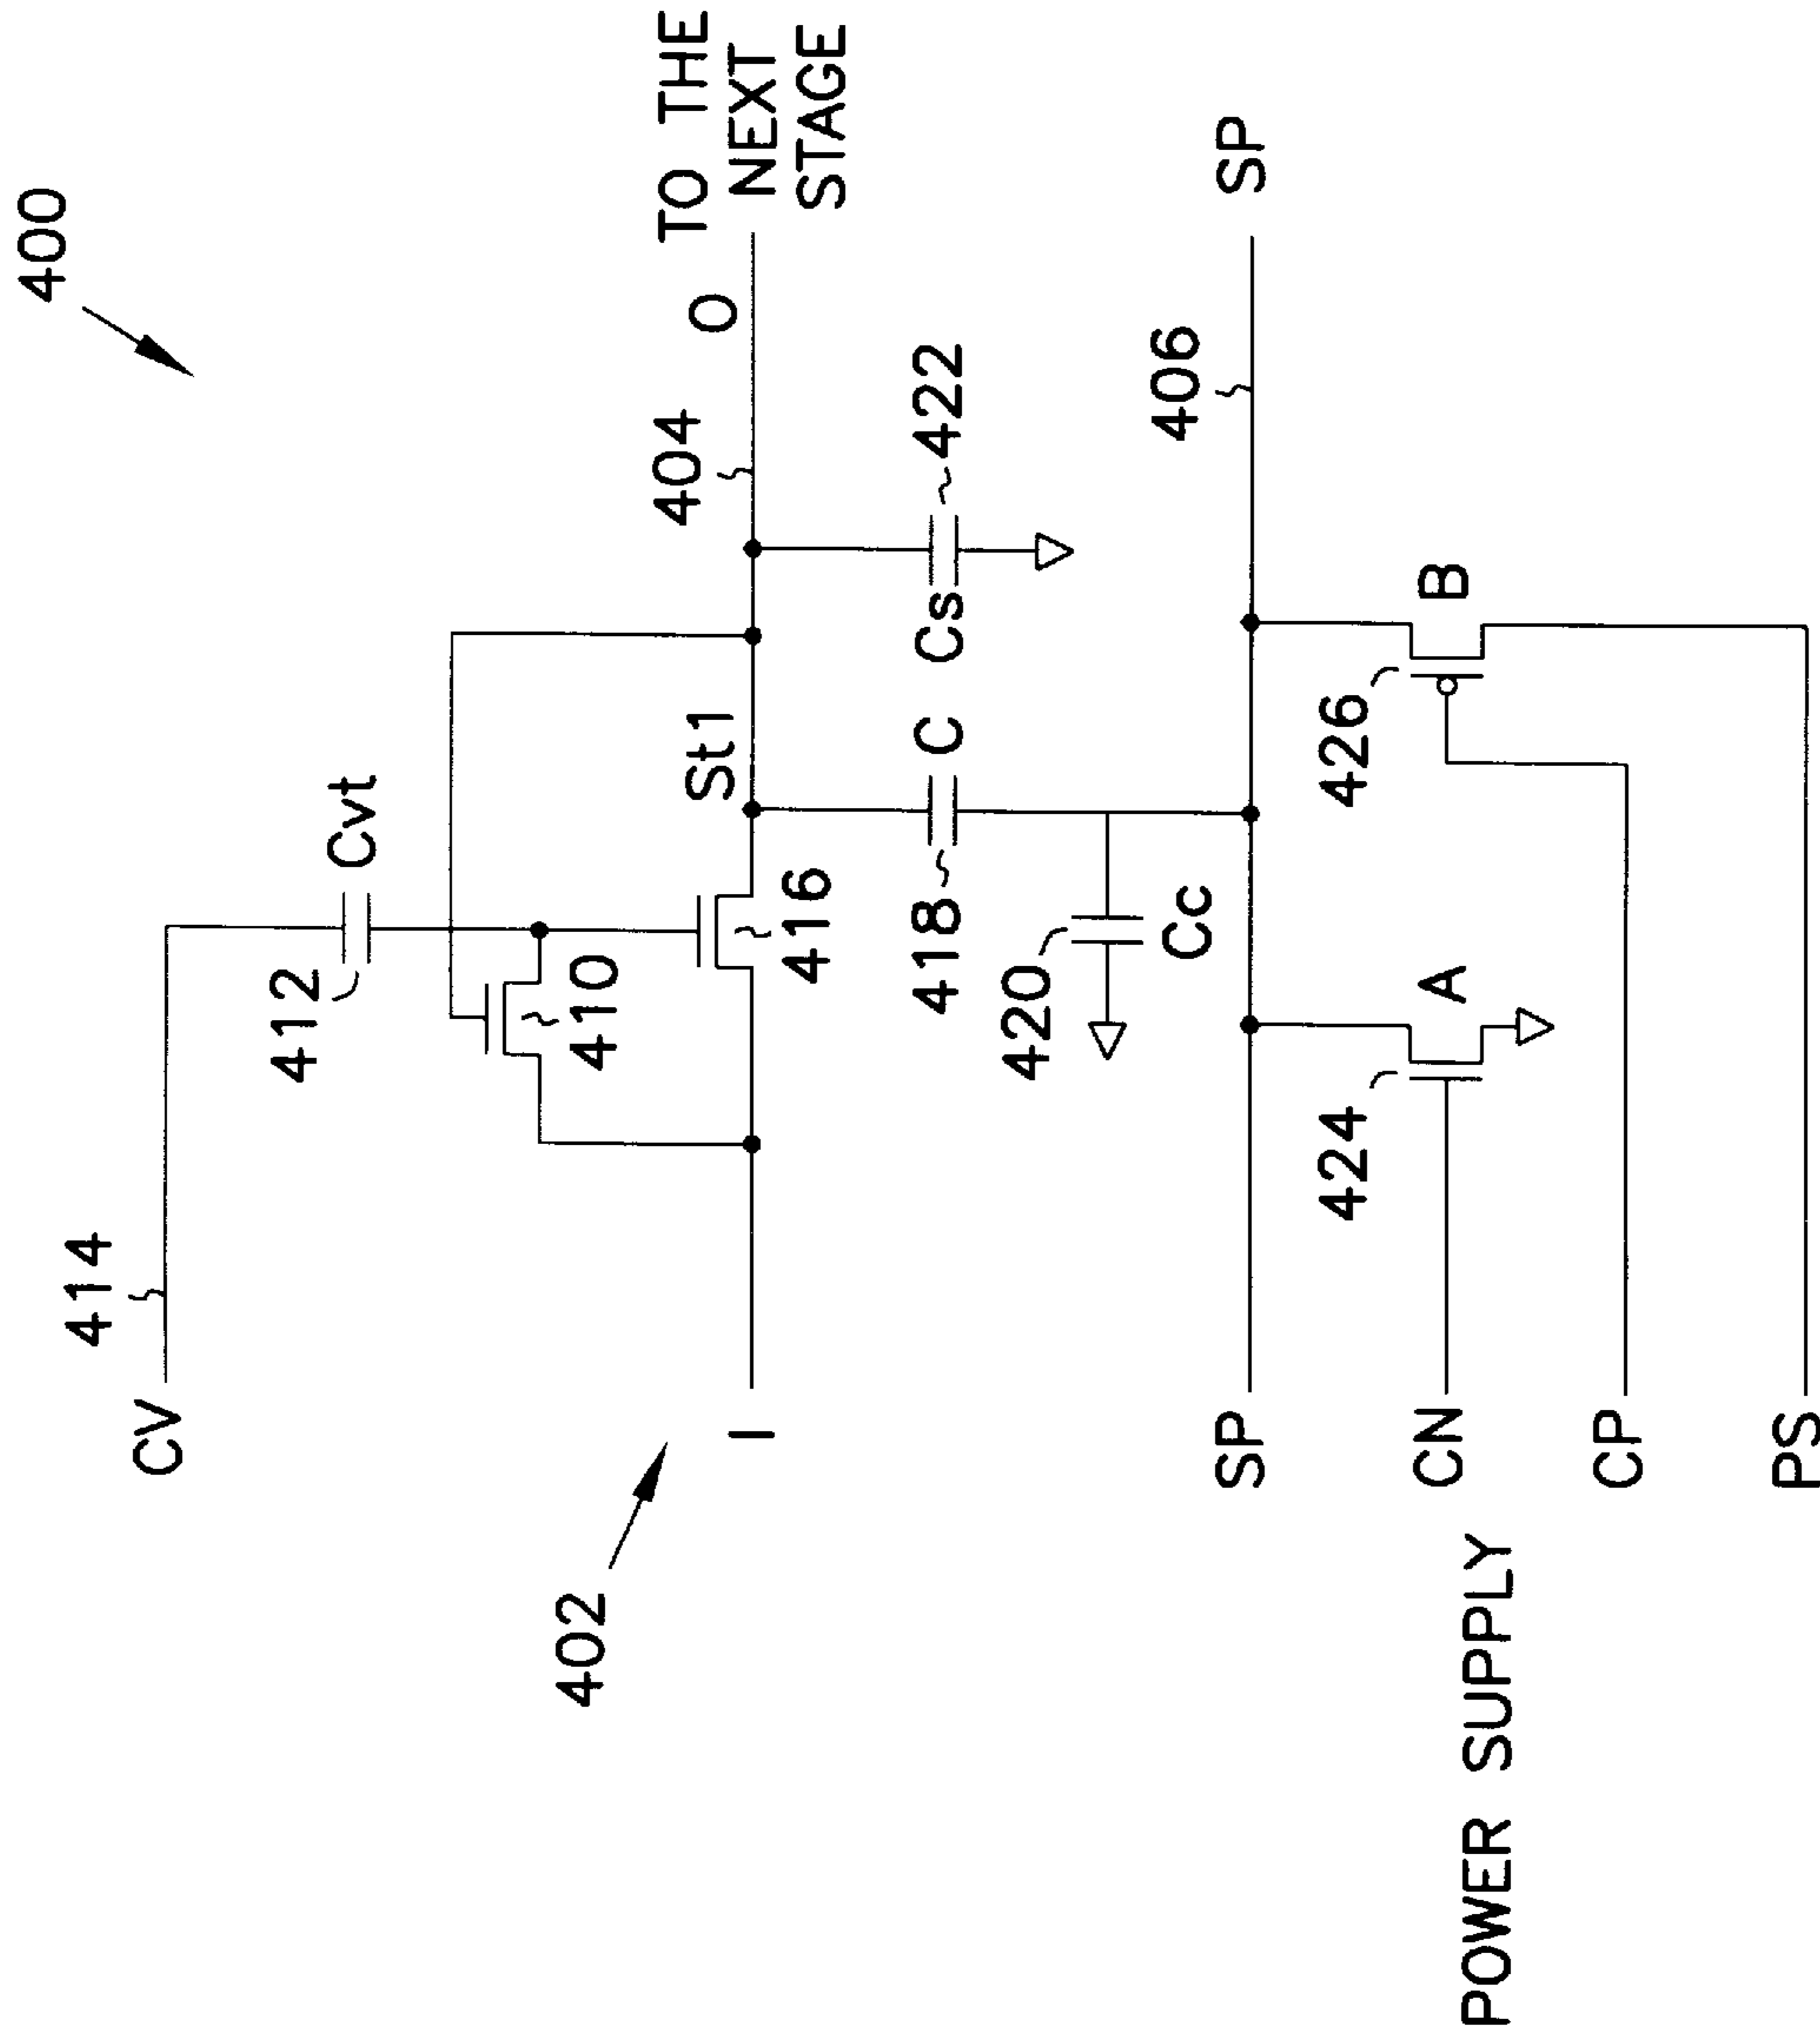 400
414
CV
412
Cvt
410
402
I
416
St1
404
O
TO THE
NEXT
STAGE
418
C
Cs
422
420
Cc
406
SP
SP
424
A
426
B
POWER SUPPLY
CN
CP
PS